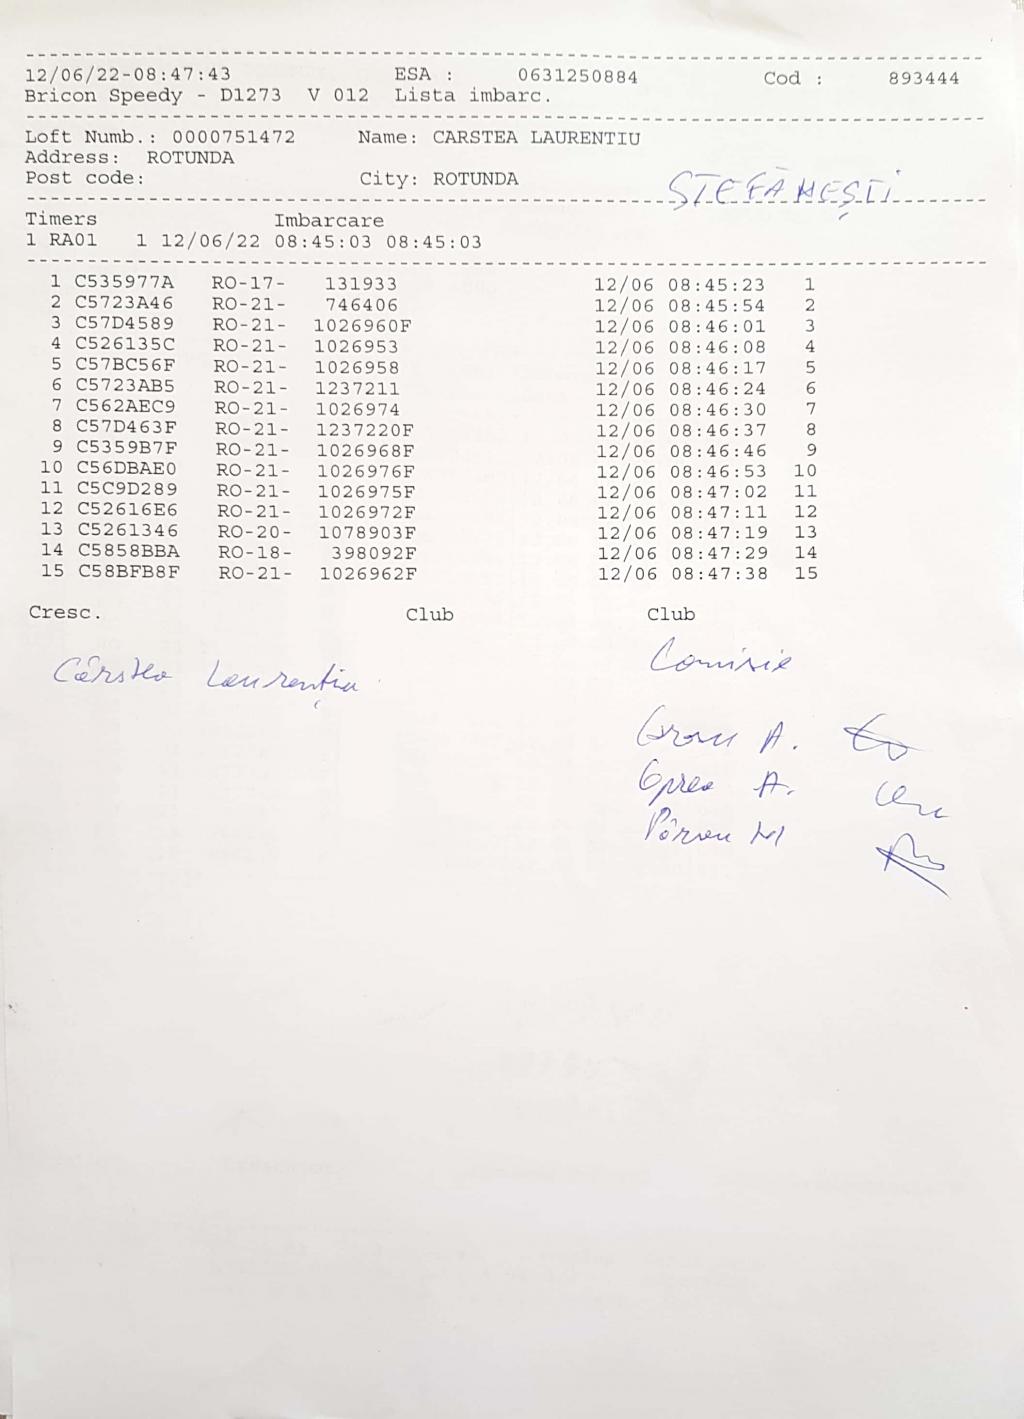 12/06/22-08:47:43 ESA : 0631250884 Cod : 893444
Bricon Speedy - D1273 V 012 Lista imbarc.
Loft Numb.: 0000751472 Name: CARSTEA LAURENTIU
Address: ROTUNDA
Post code: City: ROTUNDA ȘTEFĂNEȘTI
Timers Imbarcare
1 RA01 1 12/06/22 08:45:03 08:45:03
1 C535977A RO-17- 131933 12/06 08:45:23 1
2 C5723A46 RO-21- 746406 12/06 08:45:54 2
3 C57D4589 RO-21- 1026960F 12/06 08:46:01 3
4 C526135C RO-21- 1026953 12/06 08:46:08 4
5 C57BC56F RO-21- 1026958 12/06 08:46:17 5
6 C5723AB5 RO-21- 1237211 12/06 08:46:24 6
7 C562AEC9 RO-21- 1026974 12/06 08:46:30 7
8 C57D463F RO-21- 1237220F 12/06 08:46:37 8
9 C5359B7F RO-21- 1026968F 12/06 08:46:46 9
10 C56DBAE0 RO-21- 1026976F 12/06 08:46:53 10
11 C5C9D289 RO-21- 1026975F 12/06 08:47:02 11
12 C52616E6 RO-21- 1026972F 12/06 08:47:11 12
13 C5261346 RO-20- 1078903F 12/06 08:47:19 13
14 C5858BBA RO-18- 398092F 12/06 08:47:29 14
15 C58BFB8F RO-21- 1026962F 12/06 08:47:38 15
Cresc. Club Club
Cârstea Laurențiu Comisie
A.
Oprea A.
Pârvu M